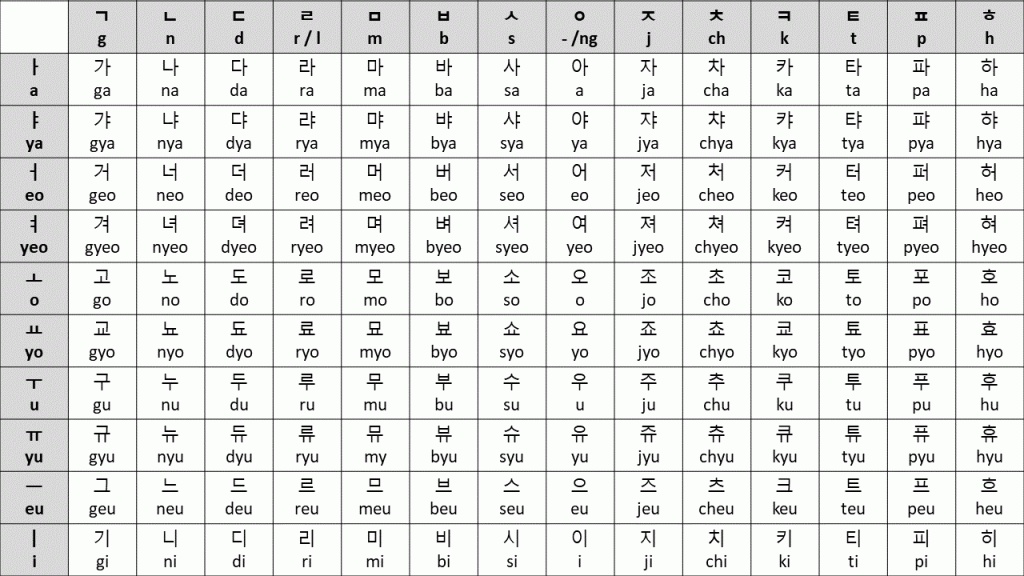 ㄱ ㄴ ㄷ ㄹ ㅁ ㅂ ㅅ ㅇ ㅈ ㅊ ㅋ ㅌ ㅍ ㅎ
g n d r / l m b s - /ng j ch k t p h
ㅏ 가 나 다 라 마 바 사 아 자 차 카 타 파 하
a ga na da ra ma ba sa a ja cha ka ta pa ha
ㅑ 갸 냐 댜 랴 먀 뱌 샤 야 쟈 챠 캬 탸 퍄 햐
ya gya nya dya rya mya bya sya ya jya chya kya tya pya hya
ㅓ 거 너 더 러 머 버 서 어 저 처 커 터 퍼 허
eo geo neo deo reo meo beo seo eo jeo cheo keo teo peo heo
ㅕ 겨 녀 뎌 려 며 벼 셔 여 져 쳐 켜 텨 펴 혀
yeo gyeo nyeo dyeo ryeo myeo byeo syeo yeo jyeo chyeo kyeo tyeo pyeo hyeo
ㅗ 고 노 도 로 모 보 소 오 조 초 코 토 포 호
o go no do ro mo bo so o jo cho ko to po ho
ㅛ 교 뇨 됴 료 묘 뵤 쇼 요 죠 쵸 쿄 툐 표 효
yo gyo nyo dyo ryo myo byo syo yo jyo chyo kyo tyo pyo hyo
ㅜ 구 누 두 루 무 부 수 우 주 추 쿠 투 푸 후
u gu nu du ru mu bu su u ju chu ku tu pu hu
ㅠ 규 뉴 듀 류 뮤 뷰 슈 유 쥬 츄 큐 튜 퓨 휴
yu gyu nyu dyu ryu my byu syu yu jyu chyu kyu tyu pyu hyu
ㅡ 그 느 드 르 므 브 스 으 즈 츠 크 트 프 흐
eu geu neu deu reu meu beu seu eu jeu cheu keu teu peu heu
ㅣ 기 니 디 리 미 비 시 이 지 치 키 티 피 히
i gi ni di ri mi bi si i ji chi ki ti pi hi